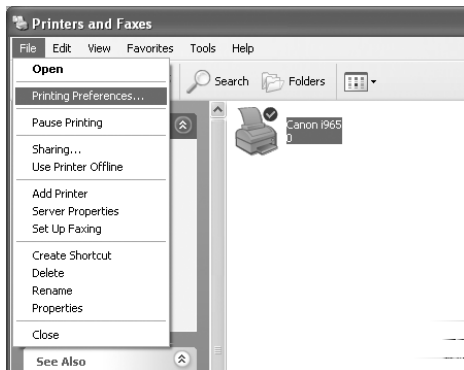 Printers and Faxes
File Edit View Favorites Tools Help
Open
Printing Preferences...
Pause Printing
Sharing...
Use Printer Offline
Add Printer
Server Properties
Set Up Faxing
Create Shortcut
Delete
Rename
Properties
Close
See Also
Search Folders
Canon i965
0